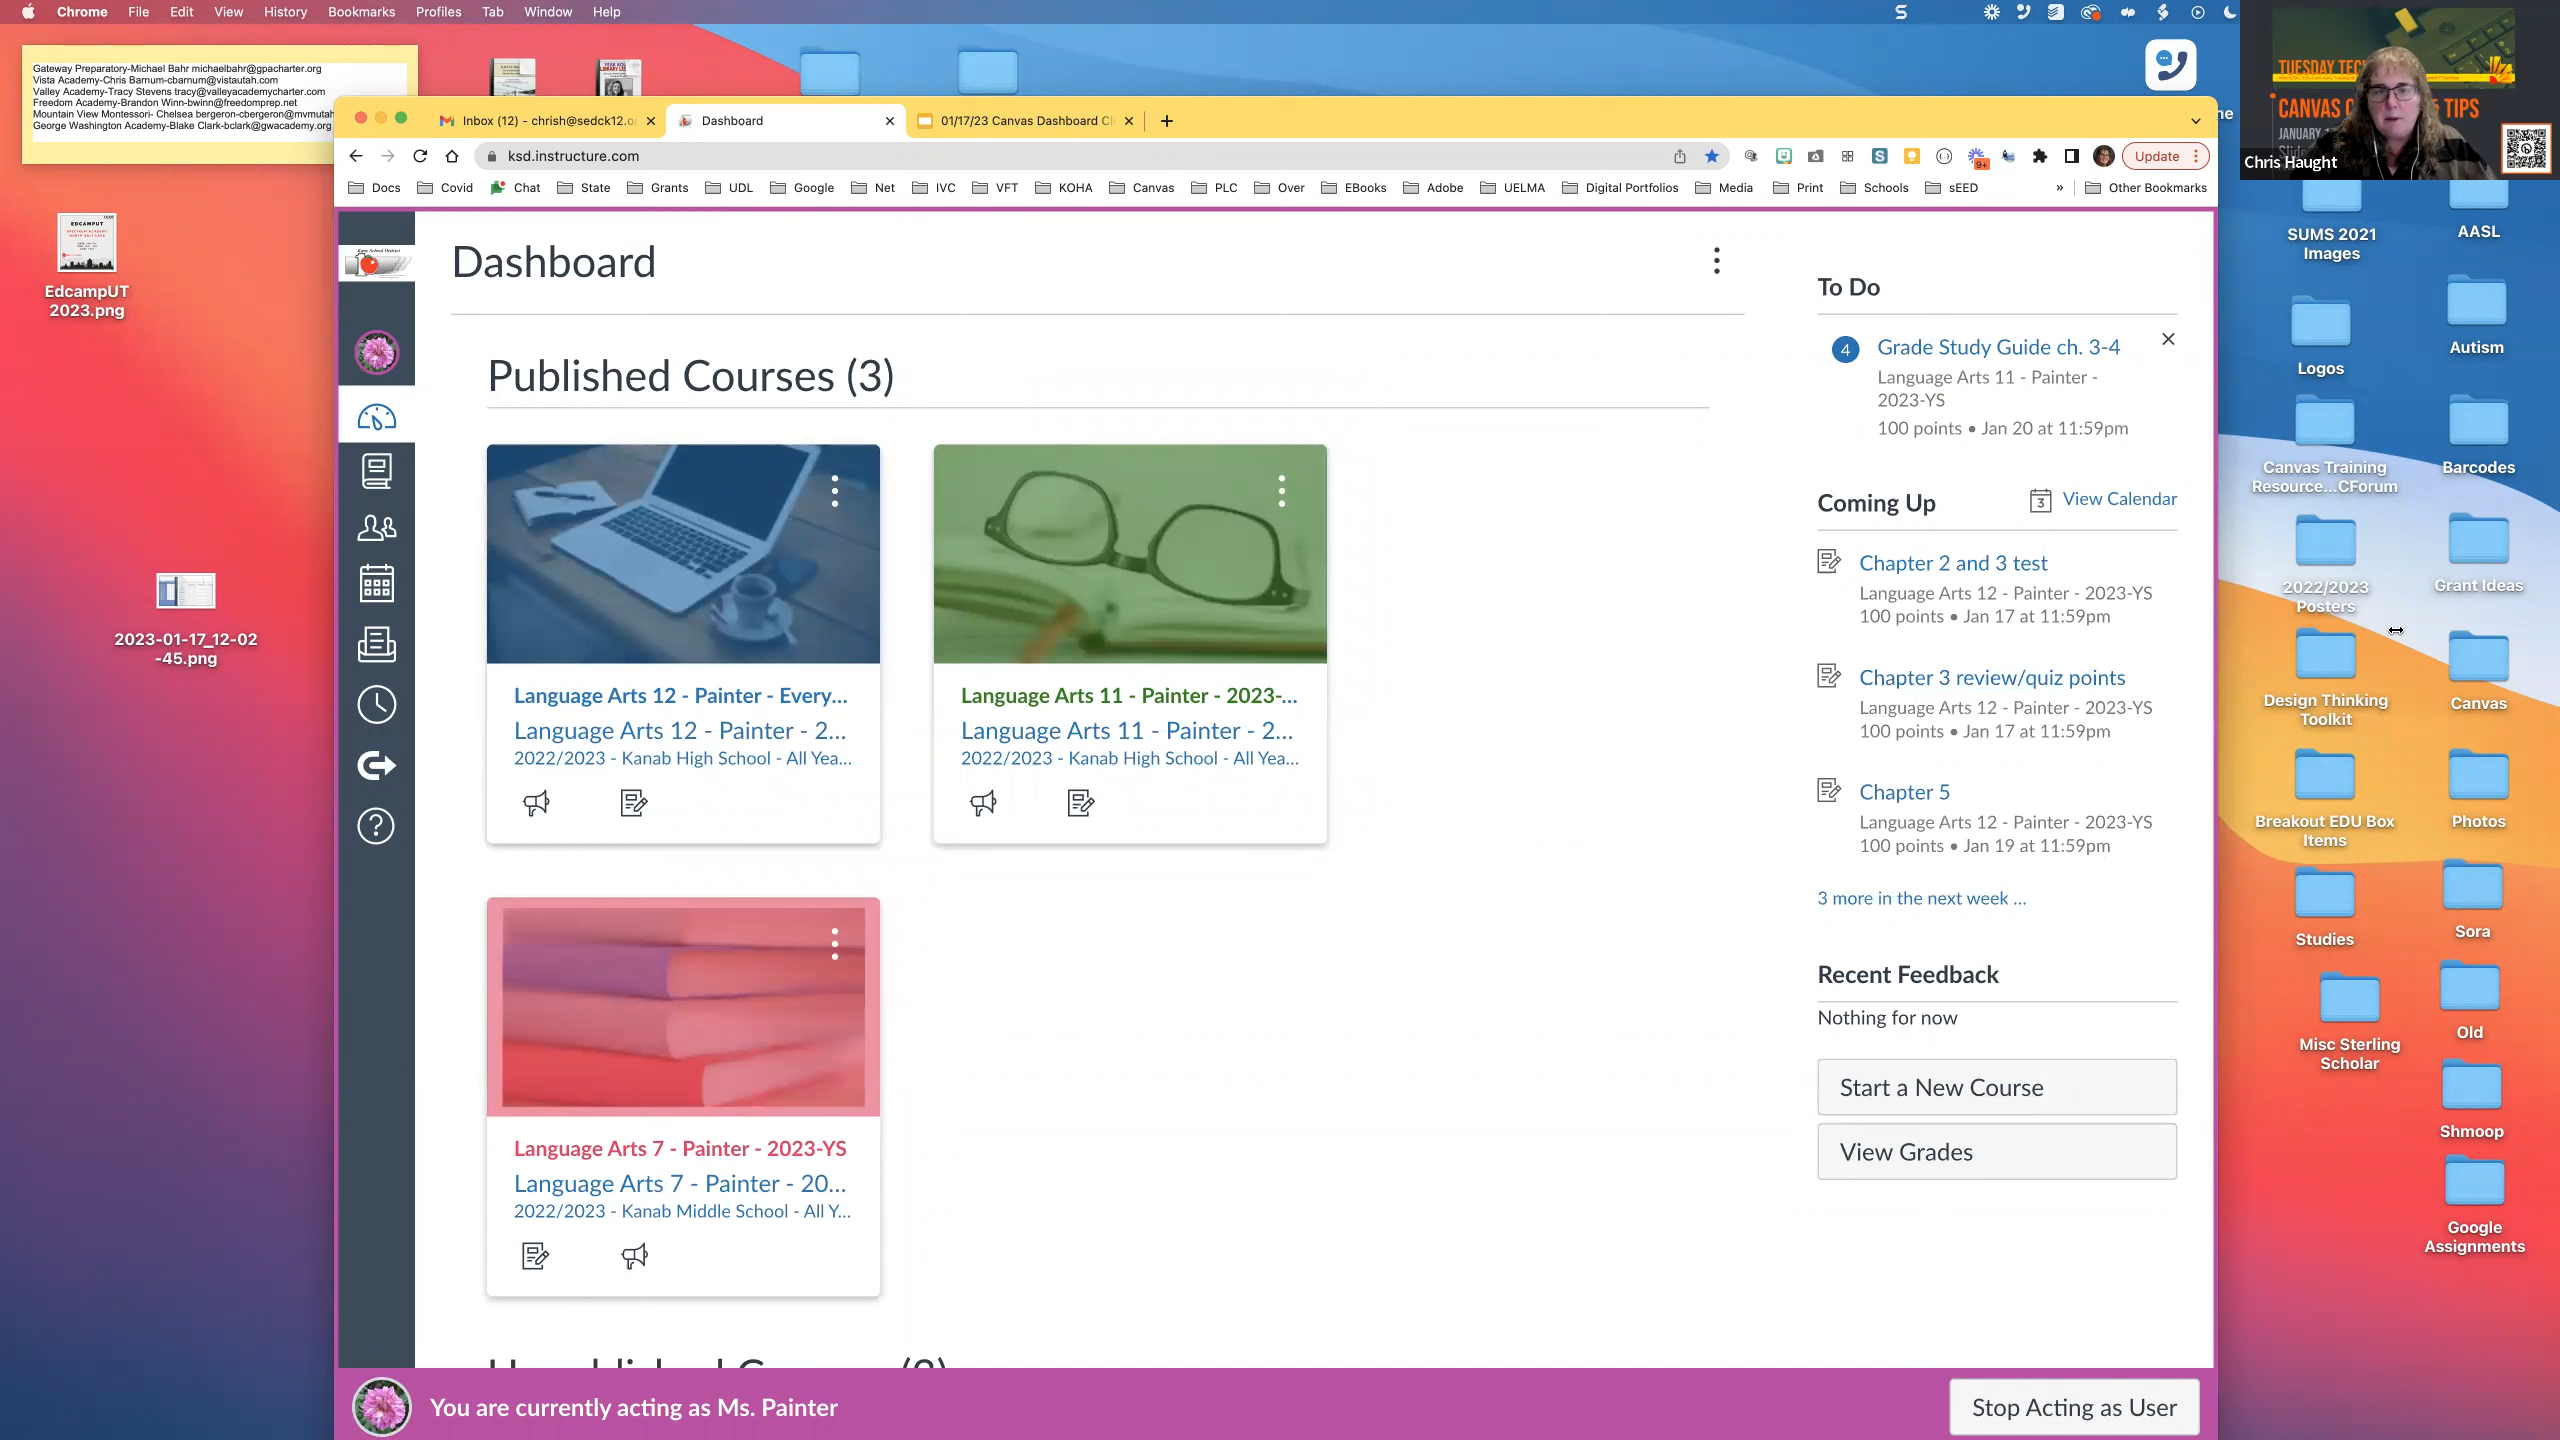 Chrome File Edit View History Bookmarks Profiles Tab Window Help
Gateway Preparatory-Michael Bahr michaelbahr@gpacharter.org
Vista Academy-Chris Barnum-cbarnum@vistautah.com
Valley Academy-Tracy Stevens tracy@valleyacademycharter.com
Freedom Academy-Brandon Winn-bwinn@freedomprep.net
Mountain View Montessori- Chelsea bergeron-cbergeron@mvmutah
George Washington Academy-Blake Clark-bclark@gwacademy.org
EdcampUT
2023.png
2023-01-17_12-02
-45.png
Inbox (12) - chrish@sedck12.o
Dashboard
01/17/23 Canvas Dashboard Cl
ksd.instructure.com
9+
Update
Docs Covid Chat State Grants UDL Google Net IVC VFT KOHA Canvas PLC Over EBooks Adobe UELMA Digital Portfolios Media Print Schools sEED » Other Bookmarks
Dashboard
Published Courses (3)
Language Arts 12 - Painter - Every...
Language Arts 12 - Painter - 2...
2022/2023 - Kanab High School - All Yea...
Language Arts 11 - Painter - 2023-...
Language Arts 11 - Painter - 2...
2022/2023 - Kanab High School - All Yea...
Language Arts 7 - Painter - 2023-YS
Language Arts 7 - Painter - 20...
2022/2023 - Kanab Middle School - All Y...
To Do
4
Grade Study Guide ch. 3-4
Language Arts 11 - Painter -
2023-YS
100 points • Jan 20 at 11:59pm
Coming Up
3 View Calendar
Chapter 2 and 3 test
Language Arts 12 - Painter - 2023-YS
100 points • Jan 17 at 11:59pm
Chapter 3 review/quiz points
Language Arts 12 - Painter - 2023-YS
100 points • Jan 17 at 11:59pm
Chapter 5
Language Arts 12 - Painter - 2023-YS
100 points • Jan 19 at 11:59pm
3 more in the next week ...
Recent Feedback
Nothing for now
Start a New Course
View Grades
You are currently acting as Ms. Painter
Stop Acting as User
TUESDAY TEC
CANVAS TIPS
JANUARY
Chris Haught
SUMS 2021
Images
AASL
Logos
Autism
Canvas Training
Resource...CForum
Barcodes
2022/2023
Posters
Grant Ideas
Design Thinking
Toolkit
Canvas
Breakout EDU Box
Items
Photos
Studies
Sora
Misc Sterling
Scholar
Old
Shmoop
Google
Assignments